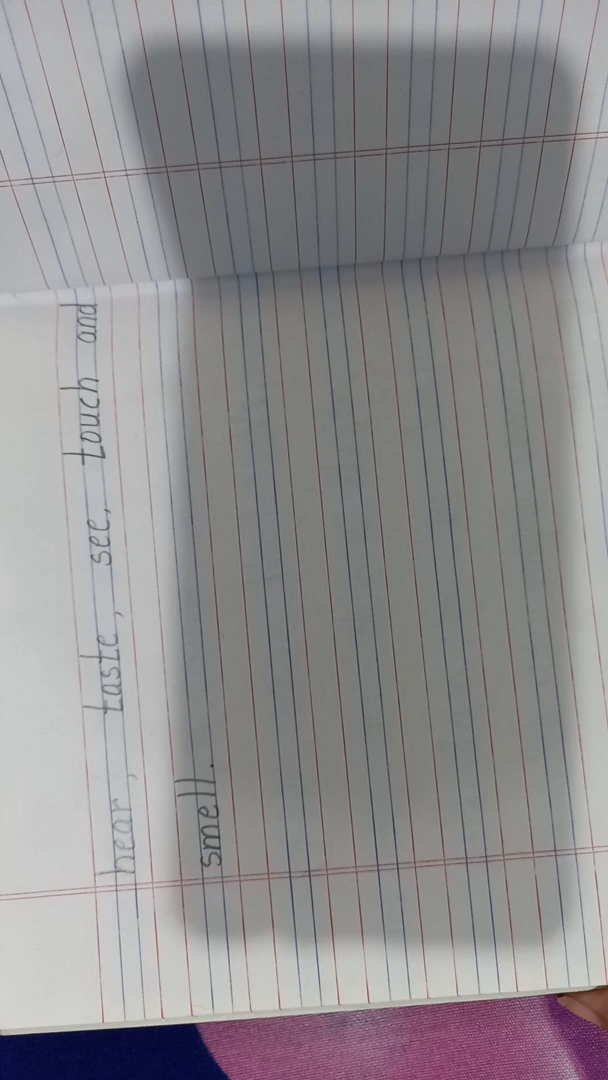 hear, taste, see, touch and
smell.